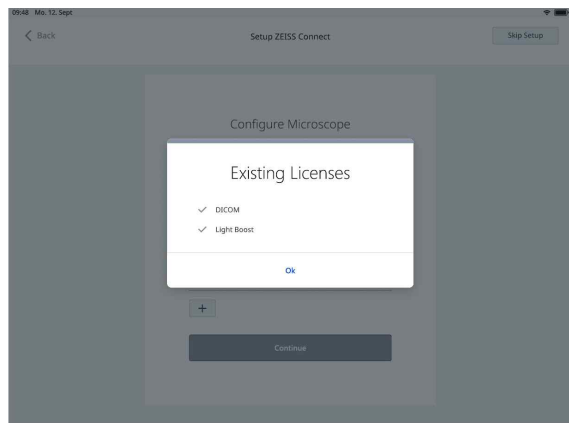 09:48 Mo. 12. Sept
Back
Setup ZEISS Connect
Skip Setup
Configure Microscope
Existing Licenses
DICOM
Light Boost
Ok
+
Continue